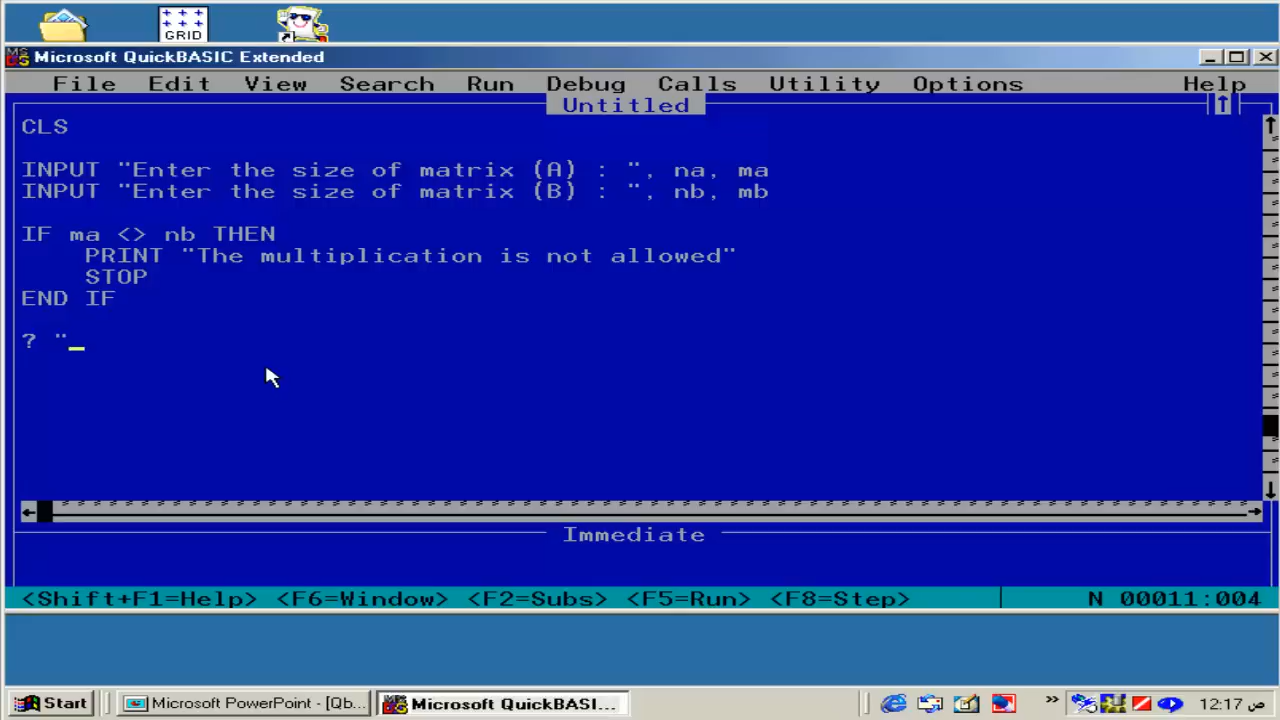 GRID
Microsoft QuickBASIC Extended
File Edit View Search Run Debug Calls Utility Options Help
Untitled
CLS
INPUT "Enter the size of matrix (A) : ", na, ma
INPUT "Enter the size of matrix (B) : ", nb, mb
IF ma <> nb THEN
PRINT "The multiplication is not allowed"
STOP
END IF
? "_
Immediate
<Shift+F1=Help> <F6=Window> <F2=Subs> <F5=Run> <F8=Step> N 00011:004
Start Microsoft PowerPoint - [Qb... Microsoft QuickBASI... » 12:17 ص